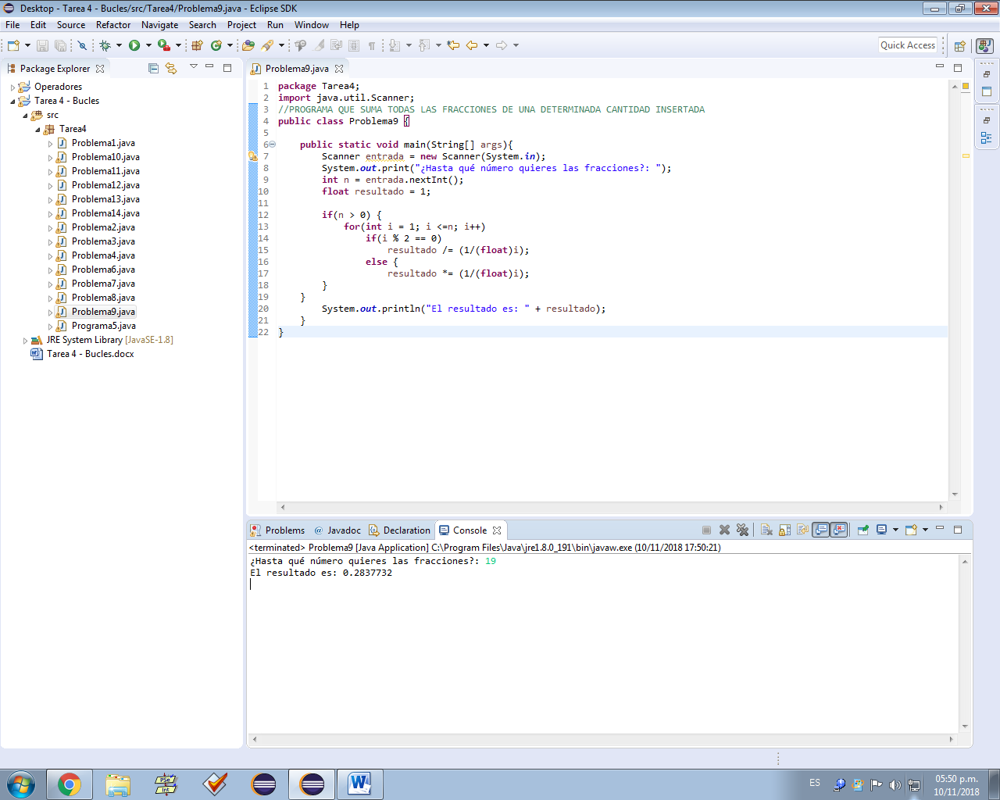 Desktop - Tarea 4 - Bucles/src/Tarea4/Problema9.java - Eclipse SDK
File Edit Source Refactor Navigate Search Project Run Window Help
Quick Access
Package Explorer
Operadores
Tarea 4 - Bucles
src
Tarea4
Problema1.java
Problema10.java
Problema11.java
Problema12.java
Problema13.java
Problema14.java
Problema2.java
Problema3.java
Problema4.java
Problema6.java
Problema7.java
Problema8.java
Problema9.java
Programa5.java
JRE System Library [JavaSE-1.8]
Tarea 4 - Bucles.docx
Problema9.java
1 package Tarea4;
2 import java.util.Scanner;
3 //PROGRAMA QUE SUMA TODAS LAS FRACCIONES DE UNA DETERMINADA CANTIDAD INSERTADA
4 public class Problema9 {
5
6 public static void main(String[] args){
7 Scanner entrada = new Scanner(System.in);
8 System.out.print("¿Hasta qué número quieres las fracciones?: ");
9 int n = entrada.nextInt();
10 float resultado = 1;
11
12 if(n > 0) {
13 for(int i = 1; i <=n; i++)
14 if(i % 2 == 0)
15 resultado /= (1/(float)i);
16 else {
17 resultado *= (1/(float)i);
18 }
19 }
20 System.out.println("El resultado es: " + resultado);
21 }
22 }
Problems Javadoc Declaration Console
<terminated> Problema9 [Java Application] C:\Program Files\Java\jre1.8.0_191\bin\javaw.exe (10/11/2018 17:50:21)
¿Hasta qué número quieres las fracciones?: 19
El resultado es: 0.2837732
PSe
Int
ES
05:50 p.m.
10/11/2018